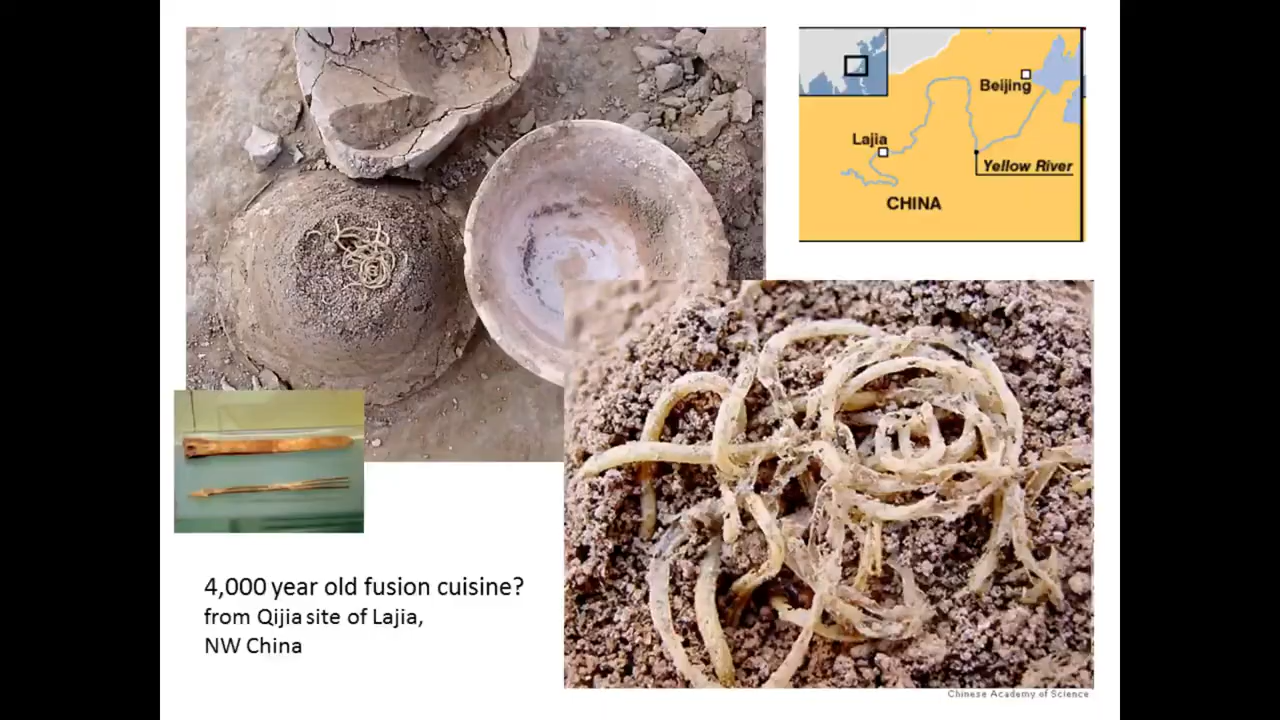 Beijing
Lajia
Yellow River
CHINA
4,000 year old fusion cuisine?
from Qijia site of Lajia,
NW China
Chinese Academy of Science